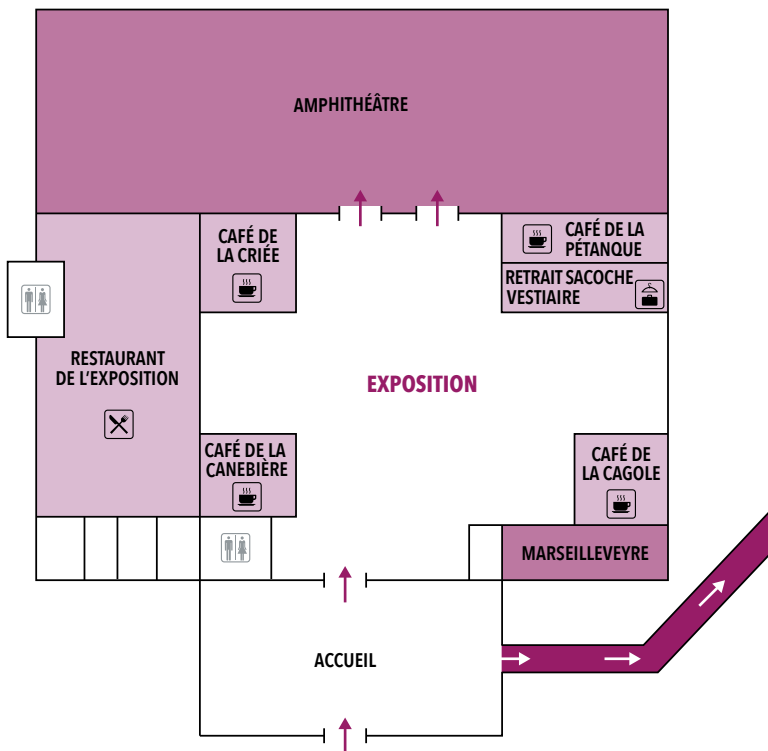 AMPHITHÉÂTRE
CAFÉ DE
LA CRIÉE
CAFÉ DE LA
PÉTANQUE
RETRAIT SACOCHE
VESTIAIRE
RESTAURANT
DE L'EXPOSITION
EXPOSITION
CAFÉ DE LA
CANEBIÈRE
CAFÉ DE
LA CAGOLE
MARSEILLEVEYRE
ACCUEIL